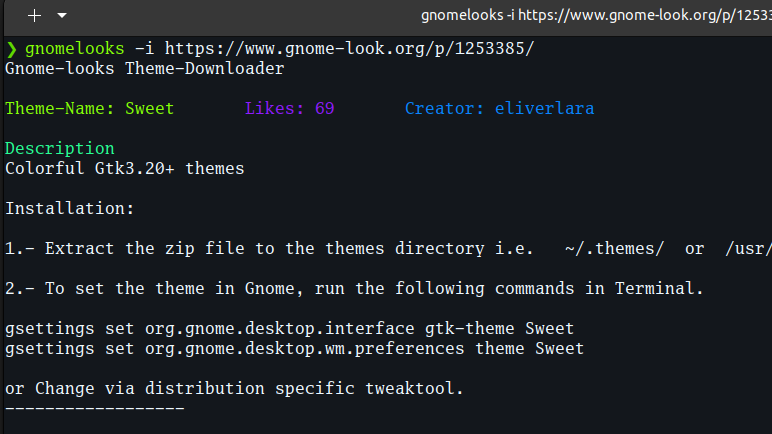 gnomelooks -i https://www.gnome-look.org/p/1253
❯ gnomelooks -i https://www.gnome-look.org/p/1253385/
Gnome-looks Theme-Downloader
Theme-Name: Sweet Likes: 69 Creator: eliverlara
Description
Colorful Gtk3.20+ themes
Installation:
1.- Extract the zip file to the themes directory i.e. ~/.themes/ or /usr/
2.- To set the theme in Gnome, run the following commands in Terminal.
gsettings set org.gnome.desktop.interface gtk-theme Sweet
gsettings set org.gnome.desktop.wm.preferences theme Sweet
or Change via distribution specific tweaktool.
------------------